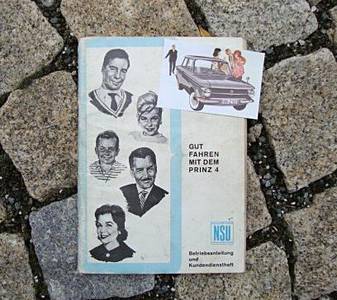 GUT
FAHREN
MIT DEM
PRINZ 4
NSU
Betriebsanleitung
und
Kundendienstheft